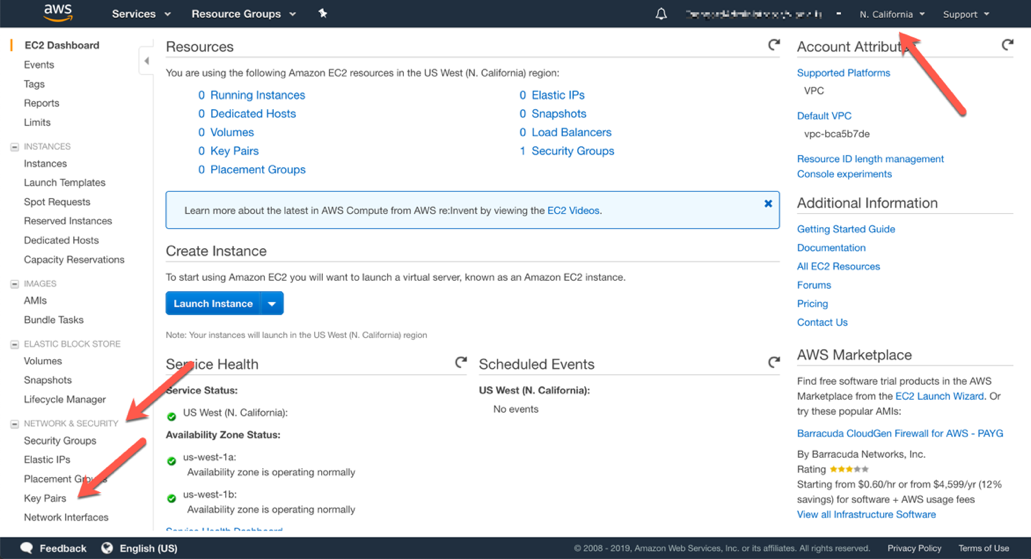 aws
Services
Resource Groups
N. California
Support
EC2 Dashboard
Events
Tags
Reports
Limits
INSTANCES
Instances
Launch Templates
Spot Requests
Reserved Instances
Dedicated Hosts
Capacity Reservations
IMAGES
AMIs
Bundle Tasks
ELASTIC BLOCK STORE
Volumes
Snapshots
Lifecycle Manager
NETWORK & SECURITY
Security Groups
Elastic IPs
Placement Groups
Key Pairs
Network Interfaces
Resources
You are using the following Amazon EC2 resources in the US West (N. California) region:
0 Running Instances
0 Dedicated Hosts
0 Volumes
0 Key Pairs
0 Placement Groups
0 Elastic IPs
0 Snapshots
0 Load Balancers
1 Security Groups
Learn more about the latest in AWS Compute from AWS re:Invent by viewing the EC2 Videos.
Create Instance
To start using Amazon EC2 you will want to launch a virtual server, known as an Amazon EC2 instance.
Launch Instance
Note: Your instances will launch in the US West (N. California) region
Service Health
Service Status:
US West (N. California):
Availability Zone Status:
us-west-1a:
Availability zone is operating normally
us-west-1b:
Availability zone is operating normally
Service Health Dashboard
Scheduled Events
US West (N. California):
No events
Account Attributes
Supported Platforms
VPC
Default VPC
vpc-bca5b7de
Resource ID length management
Console experiments
Additional Information
Getting Started Guide
Documentation
All EC2 Resources
Forums
Pricing
Contact Us
AWS Marketplace
Find free software trial products in the AWS
Marketplace from the EC2 Launch Wizard. Or
try these popular AMIs:
Barracuda CloudGen Firewall for AWS - PAYG
By Barracuda Networks, Inc.
Rating
Starting from $0.60/hr or from $4,599/yr (12%
savings) for software + AWS usage fees
View all Infrastructure Software
Feedback
English (US)
© 2008 - 2019, Amazon Web Services, Inc. or its affiliates. All rights reserved.
Privacy Policy
Terms of Use